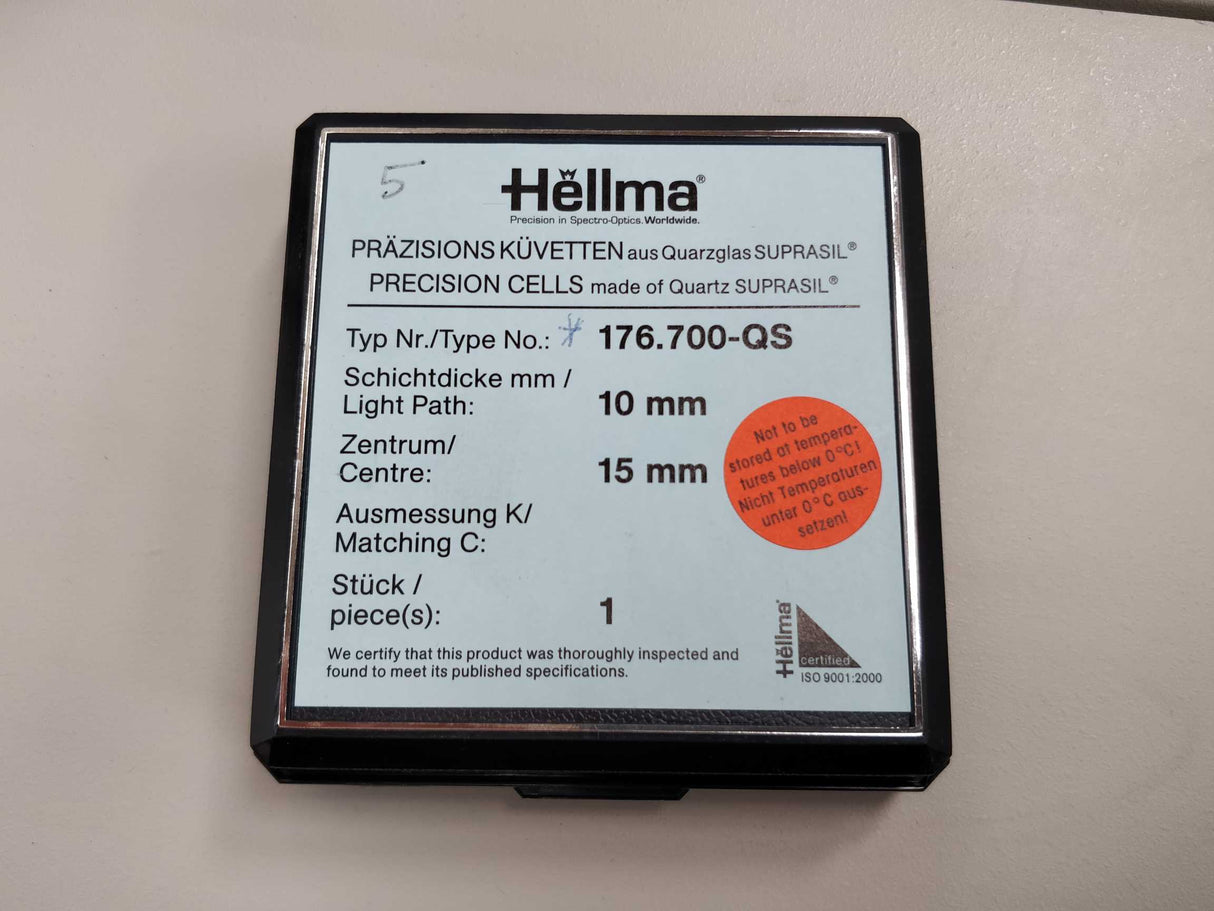 5
Hellma®
Precision in Spectro-Optics. Worldwide.
PRÄZISIONS KÜVETTEN aus Quarzglas SUPRASIL®
PRECISION CELLS made of Quartz SUPRASIL®
Typ Nr./Type No.: * 176.700-QS
Schichtdicke mm /
Light Path: 10 mm
Zentrum/
Centre: 15 mm
Ausmessung K/
Matching C:
Stück /
piece(s): 1
We certify that this product was thoroughly inspected and
found to meet its published specifications.
Not to be
stored at tempera-
tures below 0°C!
Nicht Temperaturen
unter 0°C aus-
setzen!
Hellma®
certified
ISO 9001:2000